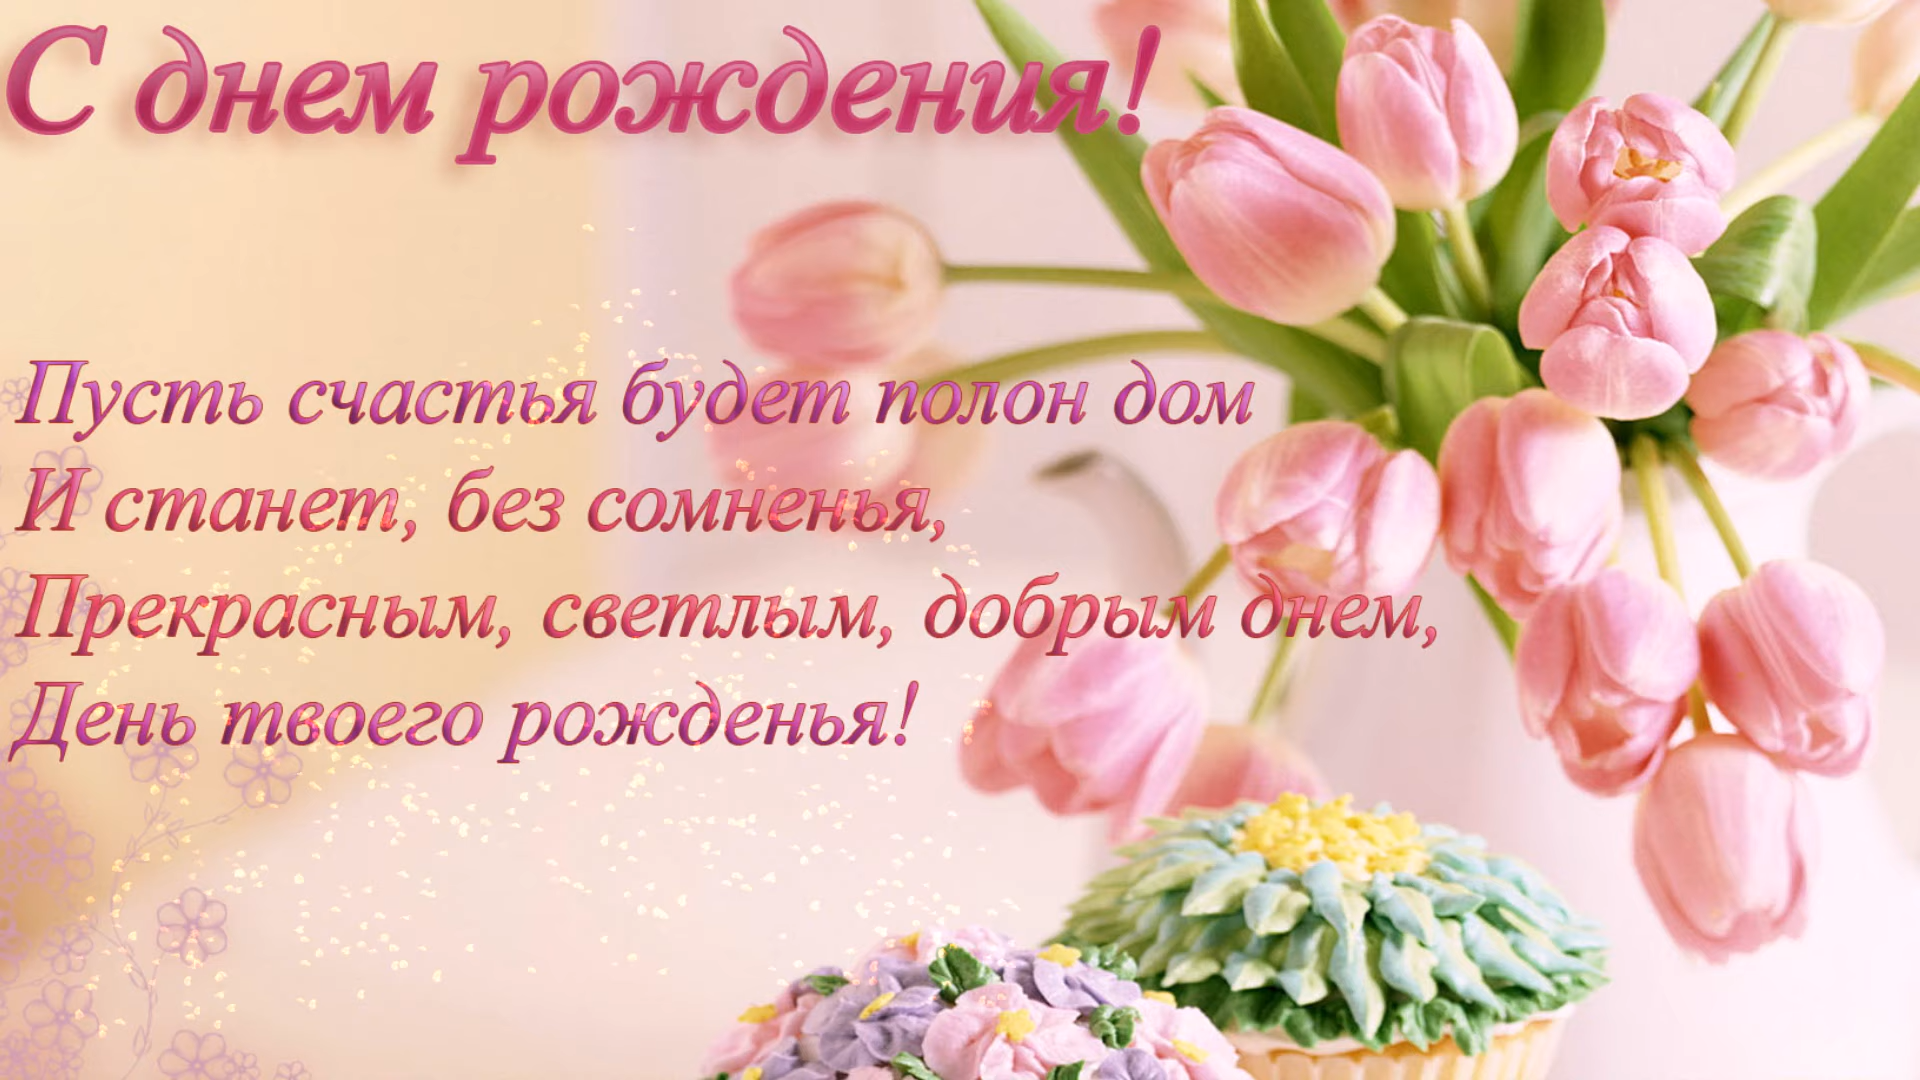 С днем рождения!
Пусть счастья будет полон дом
И станет, без сомненья,
Прекрасным, светлым, добрым днем,
День твоего рожденья!